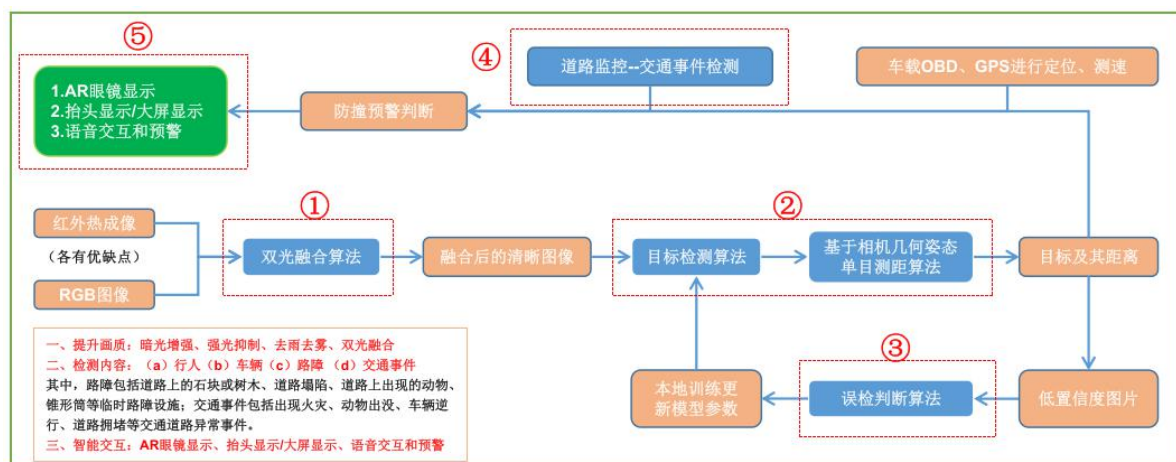 ⑤
1.AR眼镜显示
2.抬头显示/大屏显示
3.语音交互和预警
防撞预警判断
④
道路监控--交通事件检测
车载OBD、GPS进行定位、测速
红外热成像
（各有优缺点）
RGB图像
①
双光融合算法
融合后的清晰图像
②
目标检测算法
基于相机几何姿态
单目测距算法
目标及其距离
一、提升画质：暗光增强、强光抑制、去雨去雾、双光融合
二、检测内容：（a）行人（b）车辆（c）路障 （d）交通事件
其中，路障包括道路上的石块或树木、道路塌陷、道路上出现的动物、
锥形筒等临时路障设施；交通事件包括出现火灾、动物出没、车辆逆
行、道路拥堵等交通道路异常事件。
三、智能交互：AR眼镜显示、抬头显示/大屏显示、语音交互和预警
本地训练更
新模型参数
③
误检判断算法
低置信度图片